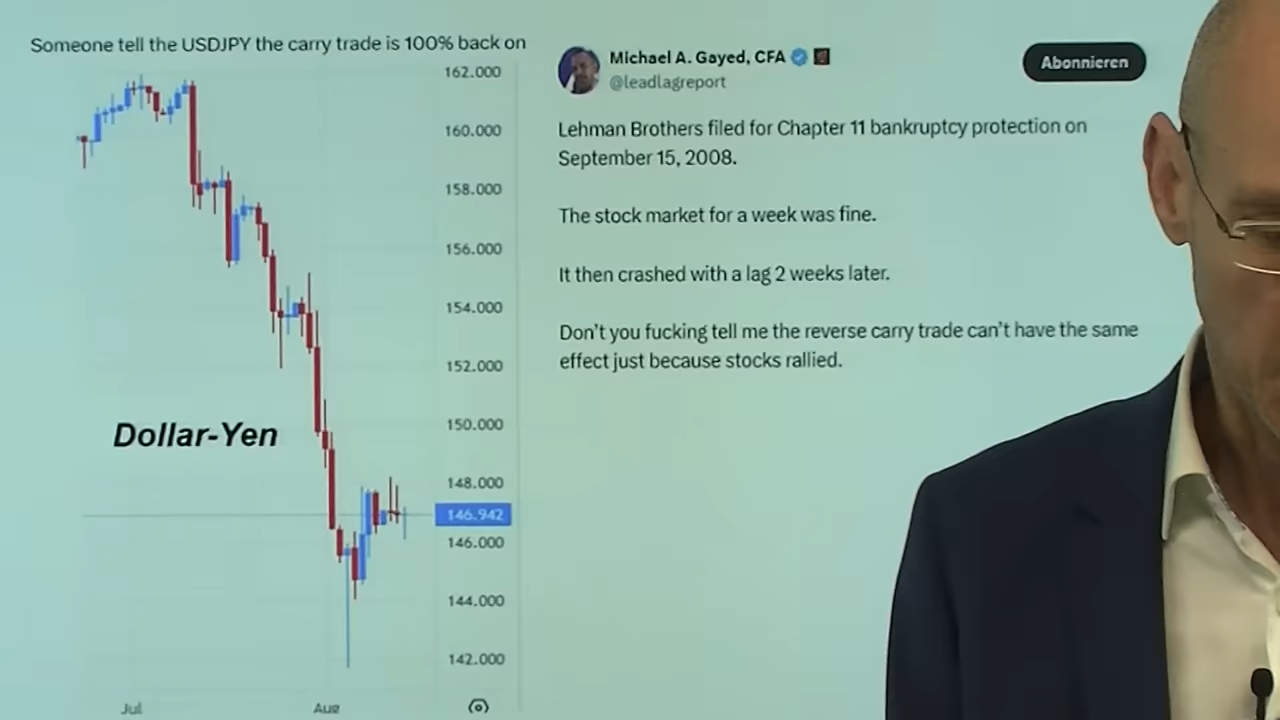 Someone tell the USDJPY the carry trade is 100% back on
162.000
160.000
158.000
156.000
154.000
152.000
150.000
148.000
146.942
146.000
144.000
142.000
Jul
Aug
Dollar-Yen
Michael A. Gayed, CFA
@leadlagreport
Abonnieren
Lehman Brothers filed for Chapter 11 bankruptcy protection on
September 15, 2008.
The stock market for a week was fine.
It then crashed with a lag 2 weeks later.
Don't you fucking tell me the reverse carry trade can't have the same
effect just because stocks rallied.